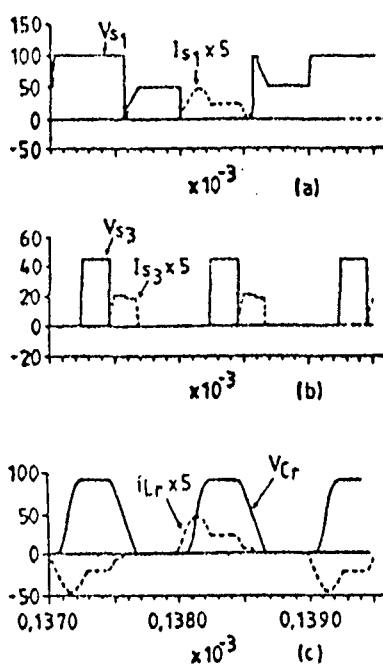 150
100
50
0
-50
Vs1
Is1 x 5
x10-3
(a)
60
40
20
0
-20
Vs3
Is3 x 5
x10-3
(b)
100
50
0
-50
iLr x 5
VCr
0,1370
0,1380
0,1390
x10-3
(c)